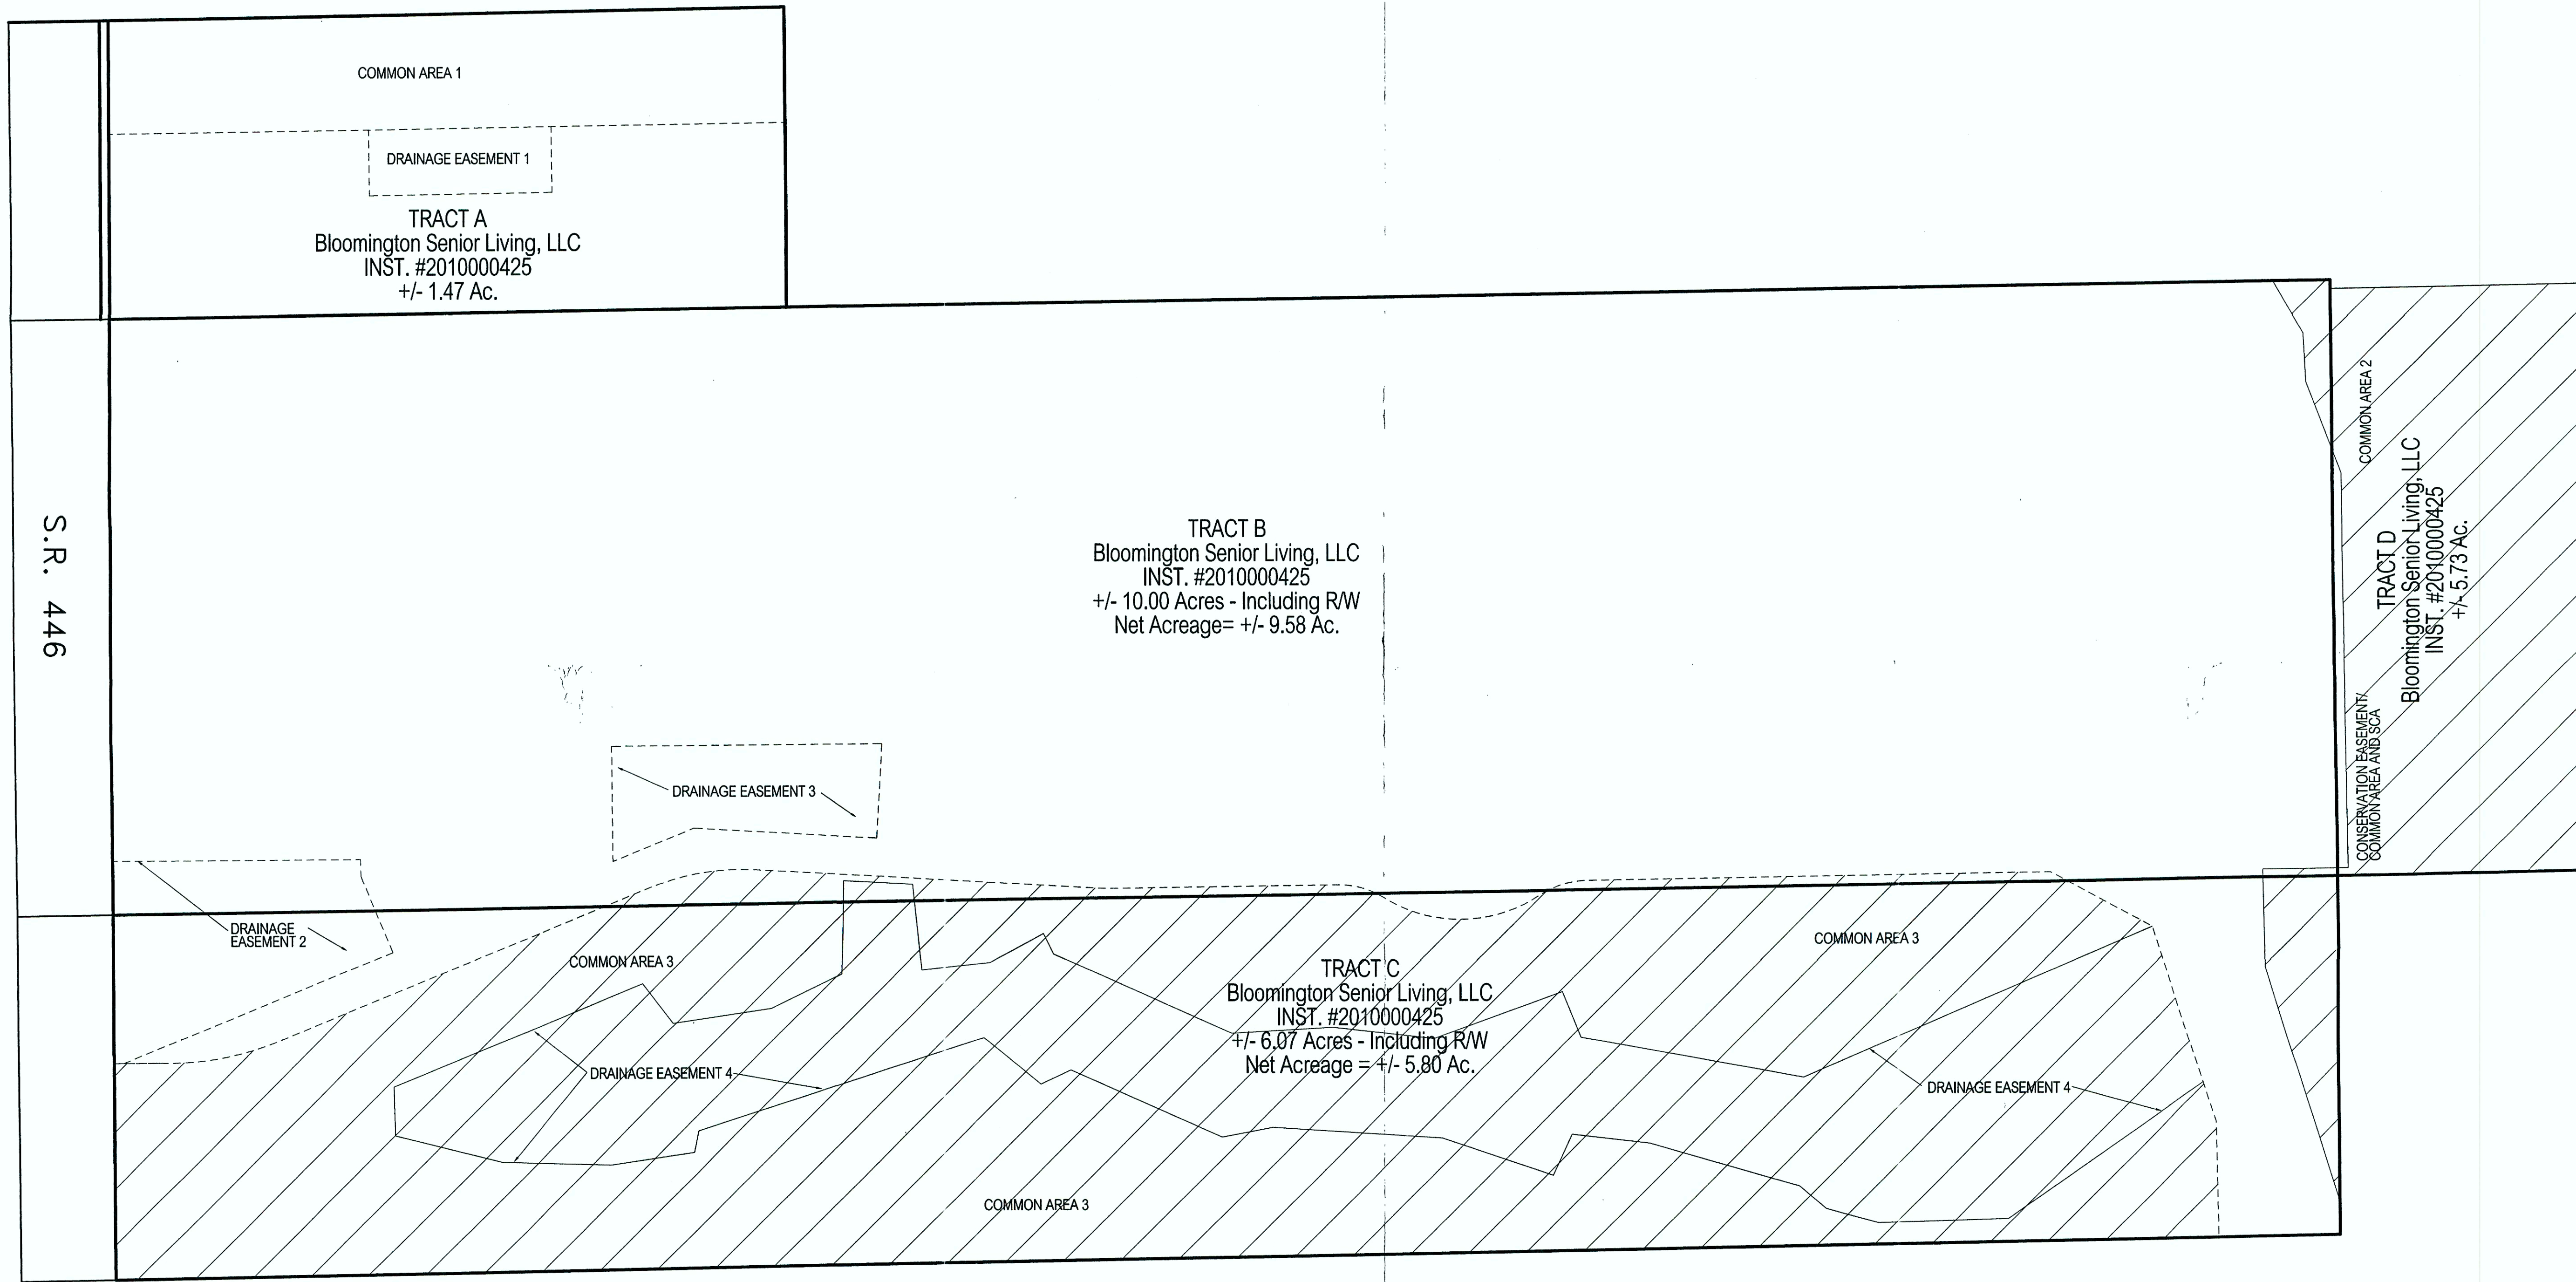 COMMON AREA 1
DRAINAGE EASEMENT 1
TRACT A
Bloomington Senior Living, LLC
INST. #2010000425
+/- 1.47 Ac.
S.R. 446
TRACT B
Bloomington Senior Living, LLC
INST. #2010000425
+/- 10.00 Acres - Including R/W
Net Acreage= +/- 9.58 Ac.
COMMON AREA 2
TRACT D
Bloomington Senior Living, LLC
INST. #2010000425
+/- 5.73 Ac.
CONSERVATION EASEMENT/
COMMON AREA AND SCA
DRAINAGE EASEMENT 3
DRAINAGE
EASEMENT 2
COMMON AREA 3
COMMON AREA 3
TRACT C
Bloomington Senior Living, LLC
INST. #2010000425
+/- 6.07 Acres - Including R/W
Net Acreage = +/- 5.80 Ac.
DRAINAGE EASEMENT 4
DRAINAGE EASEMENT 4
COMMON AREA 3